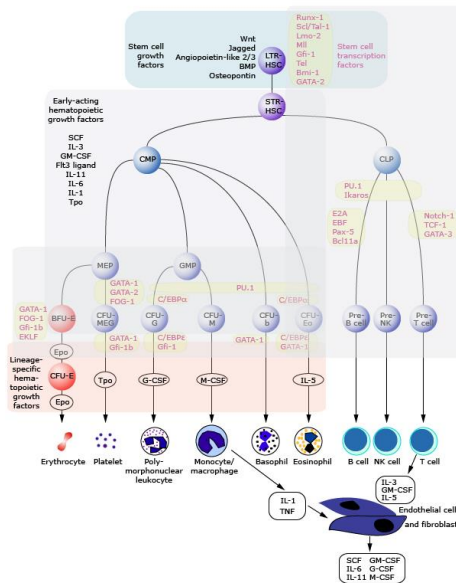 Stem cell
growth
factors
Wnt
Jagged
Angiopoietin-like 2/3
BMP
Osteopontin
LTR-
HSC
Runx-1
Scl/Tal-1
Lmo-2
Mll
Gfi-1
Tel
Bmi-1
GATA-2
Stem cell
transcription
factors
STR-
HSC
Early-acting
hematopoietic
growth factors
SCF
IL-3
GM-CSF
Flt3 ligand
IL-11
IL-6
IL-1
Tpo
CMP
CLP
PU.1
Ikaros
E2A
EBF
Pax-5
Bcl11a
Notch-1
TCF-1
GATA-3
MEP
GMP
GATA-1
GATA-2
FOG-1
PU.1
C/EBPα
C/EBPα
GATA-1
FOG-1
Gfi-1b
EKLF
BFU-E
CFU-
MEG
CFU-
G
CFU-
M
CFU-
b
CFU-
Eo
Pre-
B cell
Pre-
NK
Pre-
T cell
GATA-1
Gfi-1b
C/EBPε
Gfi-1
GATA-1
C/EBPε
GATA-1
Lineage-
specific
hema-
topoietic
growth
factors
Epo
CFU-E
Epo
Tpo
G-CSF
M-CSF
IL-5
Erythrocyte
Platelet
Poly-
morphonuclear
leukocyte
Monocyte/
macrophage
Basophil
Eosinophil
B cell
NK cell
T cell
IL-3
GM-CSF
IL-5
IL-1
TNF
Endothelial cell
and fibroblast
SCF GM-CSF
IL-6 G-CSF
IL-11 M-CSF